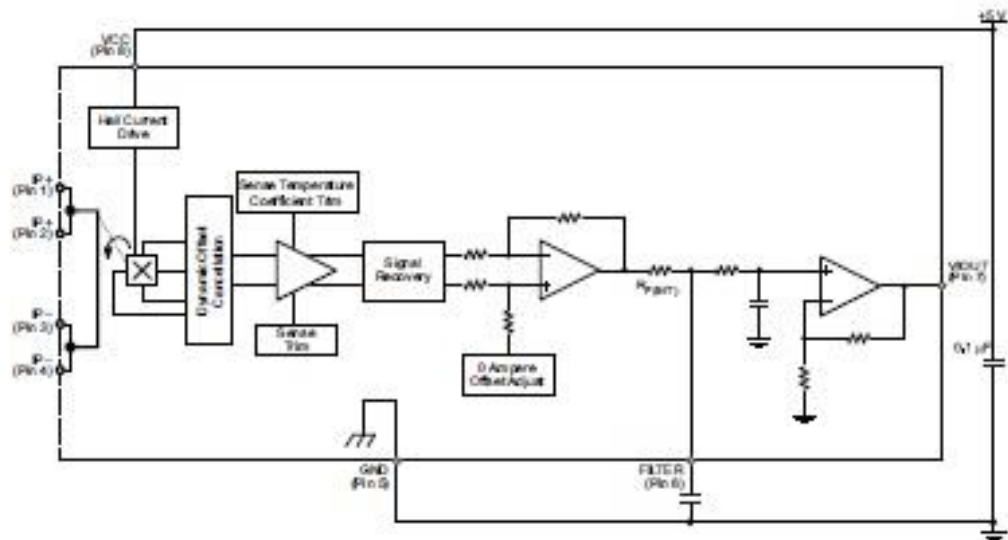 +5 V
VCC
(Pin 8)
Hall Current
Drive
IP+
(Pin 1)
IP+
(Pin 2)
IP−
(Pin 3)
IP−
(Pin 4)
Dynamic Offset
Cancellation
Sense Temperature
Coefficient Trim
Sense
Trim
Signal
Recovery
0 Ampere
Offset Adjust
RF(INT)
VIOUT
(Pin 7)
0.1 µF
GND
(Pin 5)
FILTER
(Pin 6)